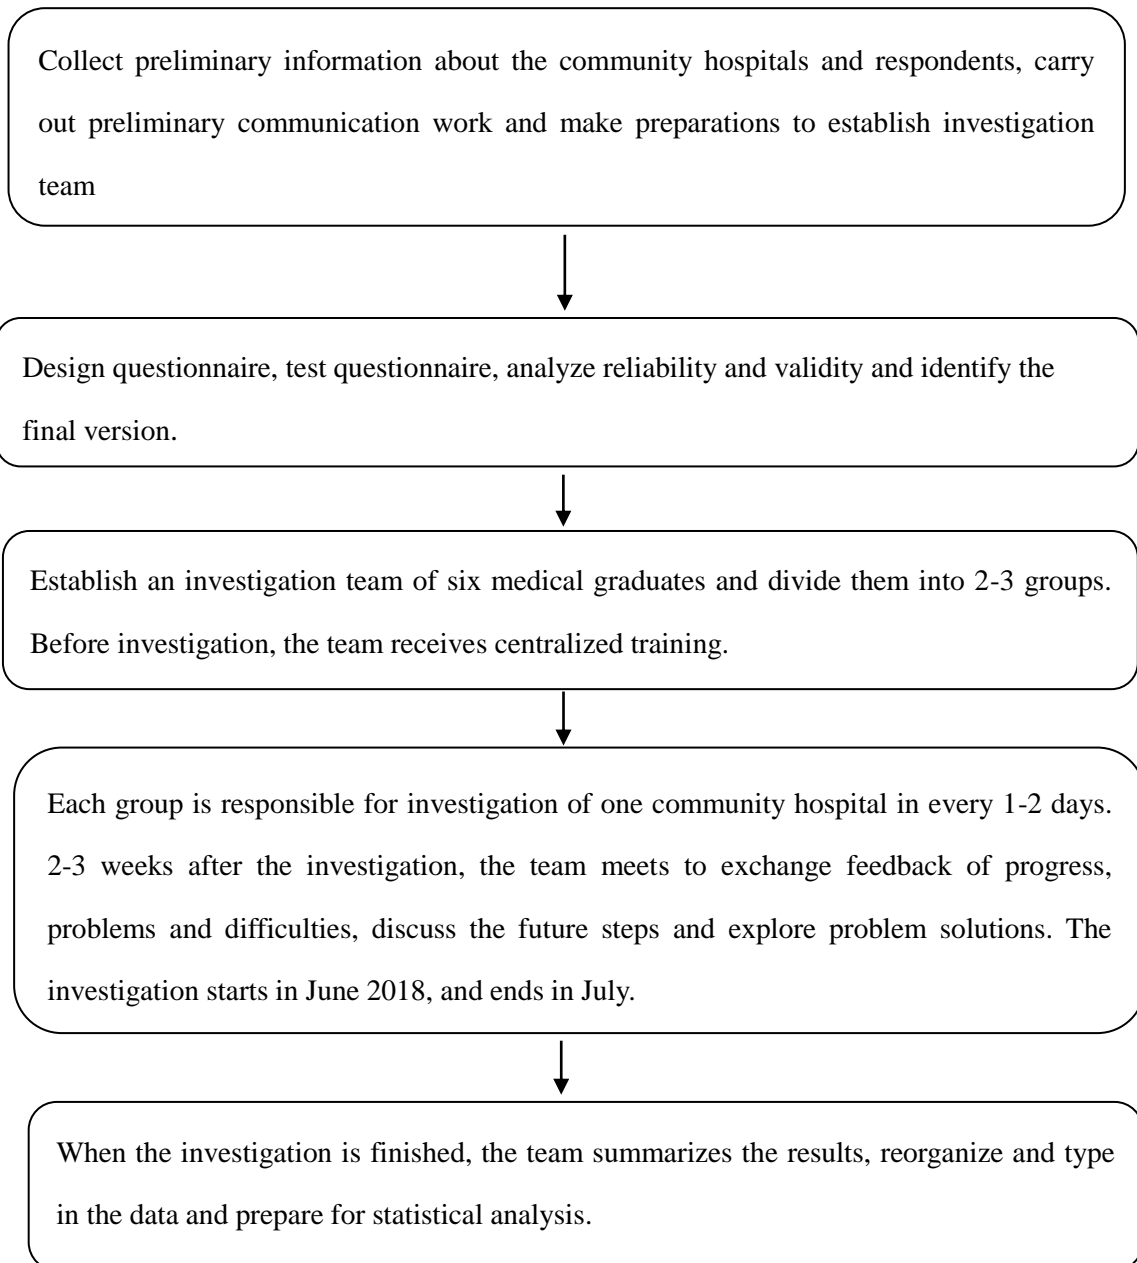 Collect preliminary information about the community hospitals and respondents, carry
out preliminary communication work and make preparations to establish investigation
team
Design questionnaire, test questionnaire, analyze reliability and validity and identify the
final version.
Establish an investigation team of six medical graduates and divide them into 2-3 groups.
Before investigation, the team receives centralized training.
Each group is responsible for investigation of one community hospital in every 1-2 days.
2-3 weeks after the investigation, the team meets to exchange feedback of progress,
problems and difficulties, discuss the future steps and explore problem solutions. The
investigation starts in June 2018, and ends in July.
When the investigation is finished, the team summarizes the results, reorganize and type
in the data and prepare for statistical analysis.